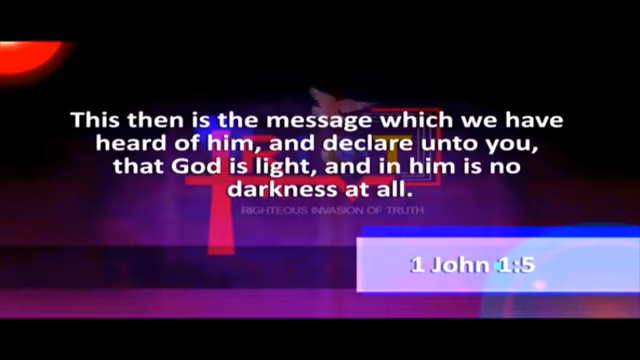 This then is the message which we have
heard of him, and declare unto you,
that God is light, and in him is no
darkness at all.
RIGHTEOUS INVASION OF TRUTH
1 John 1:5